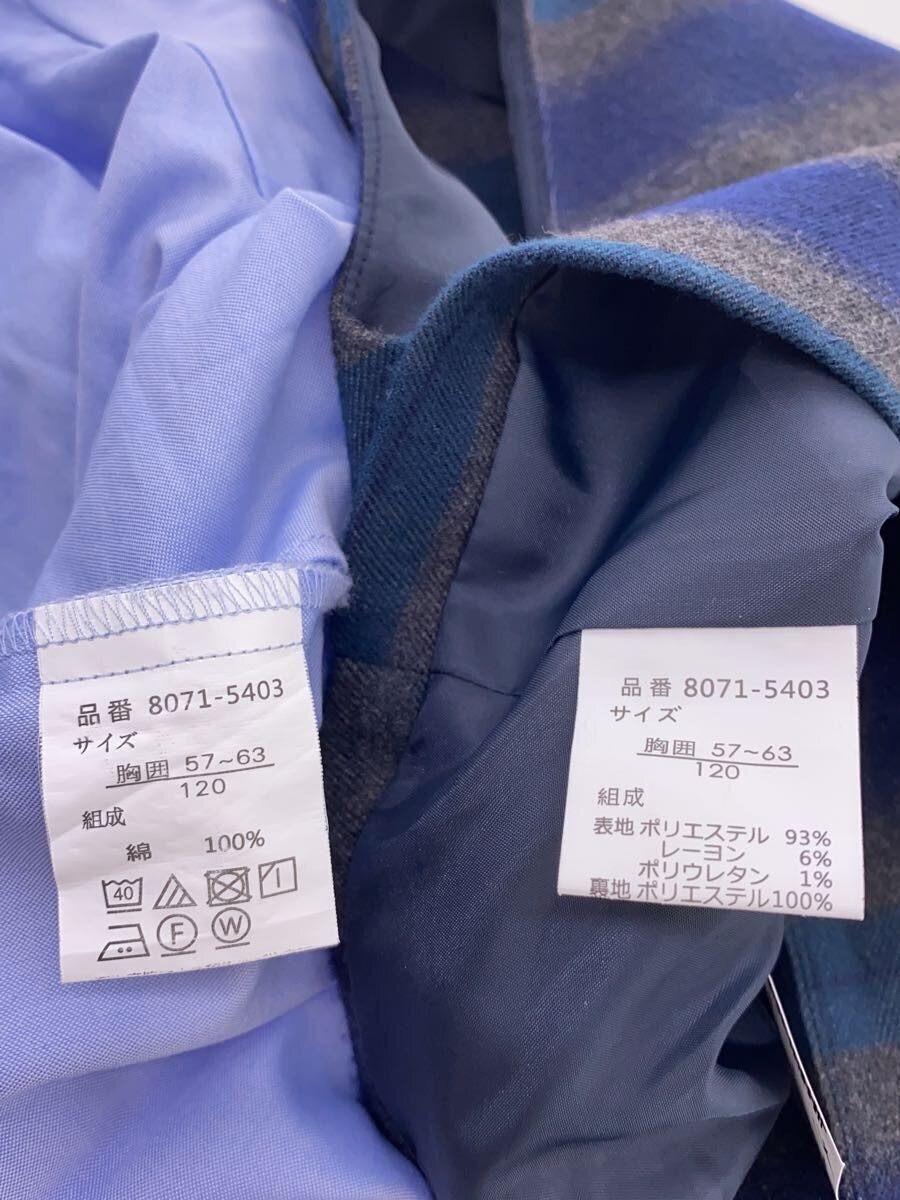 品番 8071-5403
サイズ
胸囲 57~63
120
組成
綿 100%
40
F
W
品番 8071-5403
サイズ
胸囲 57~63
120
組成
表地 ポリエステル 93%
レーヨン 6%
ポリウレタン 1%
裏地 ポリエステル100%